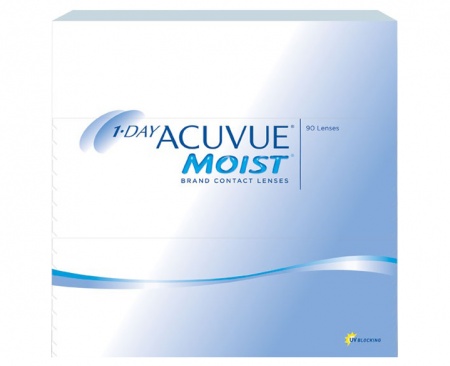 1·DAY ACUVUE®
90 Lenses
MOIST®
BRAND CONTACT LENSES
UV BLOCKING